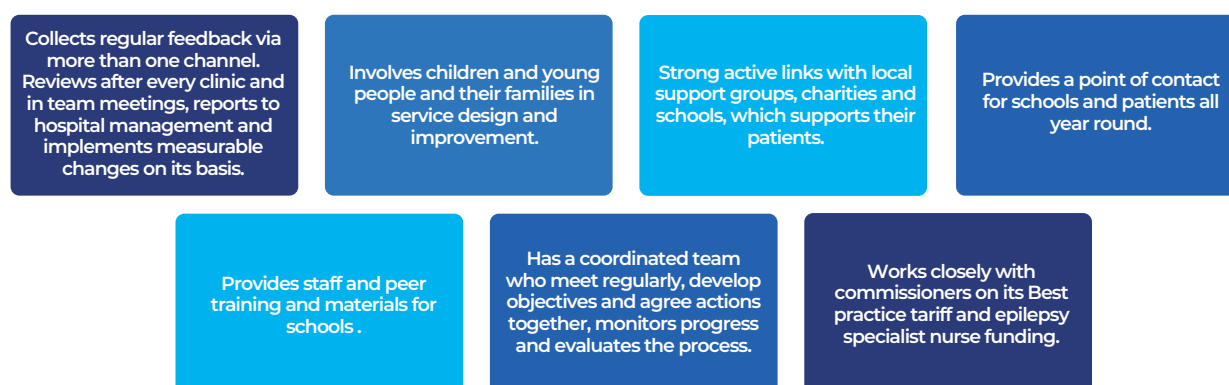 Collects regular feedback via
more than one channel.
Reviews after every clinic and
in team meetings, reports to
hospital management and
implements measurable
changes on its basis.
Involves children and young
people and their families in
service design and
improvement.
Strong active links with local
support groups, charities and
schools, which supports their
patients.
Provides a point of contact
for schools and patients all
year round.
Provides staff and peer
training and materials for
schools .
Has a coordinated team
who meet regularly, develop
objectives and agree actions
together, monitors progress
and evaluates the process.
Works closely with
commissioners on its Best
practice tariff and epilepsy
specialist nurse funding.